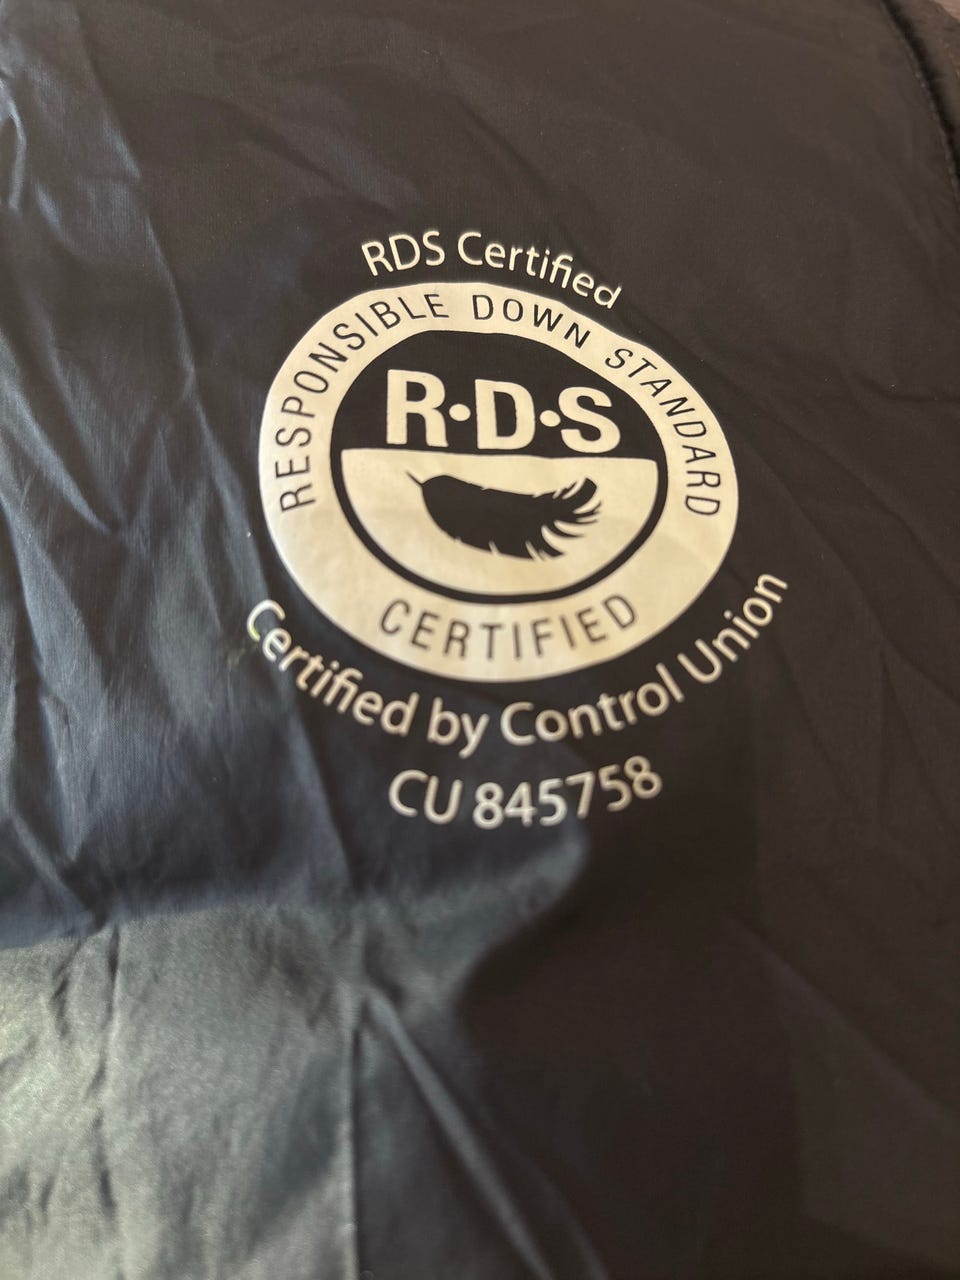 RDS Certified
RESPONSIBLE DOWN STANDARD
R·D·S
CERTIFIED
Certified by Control Union
CU 845758